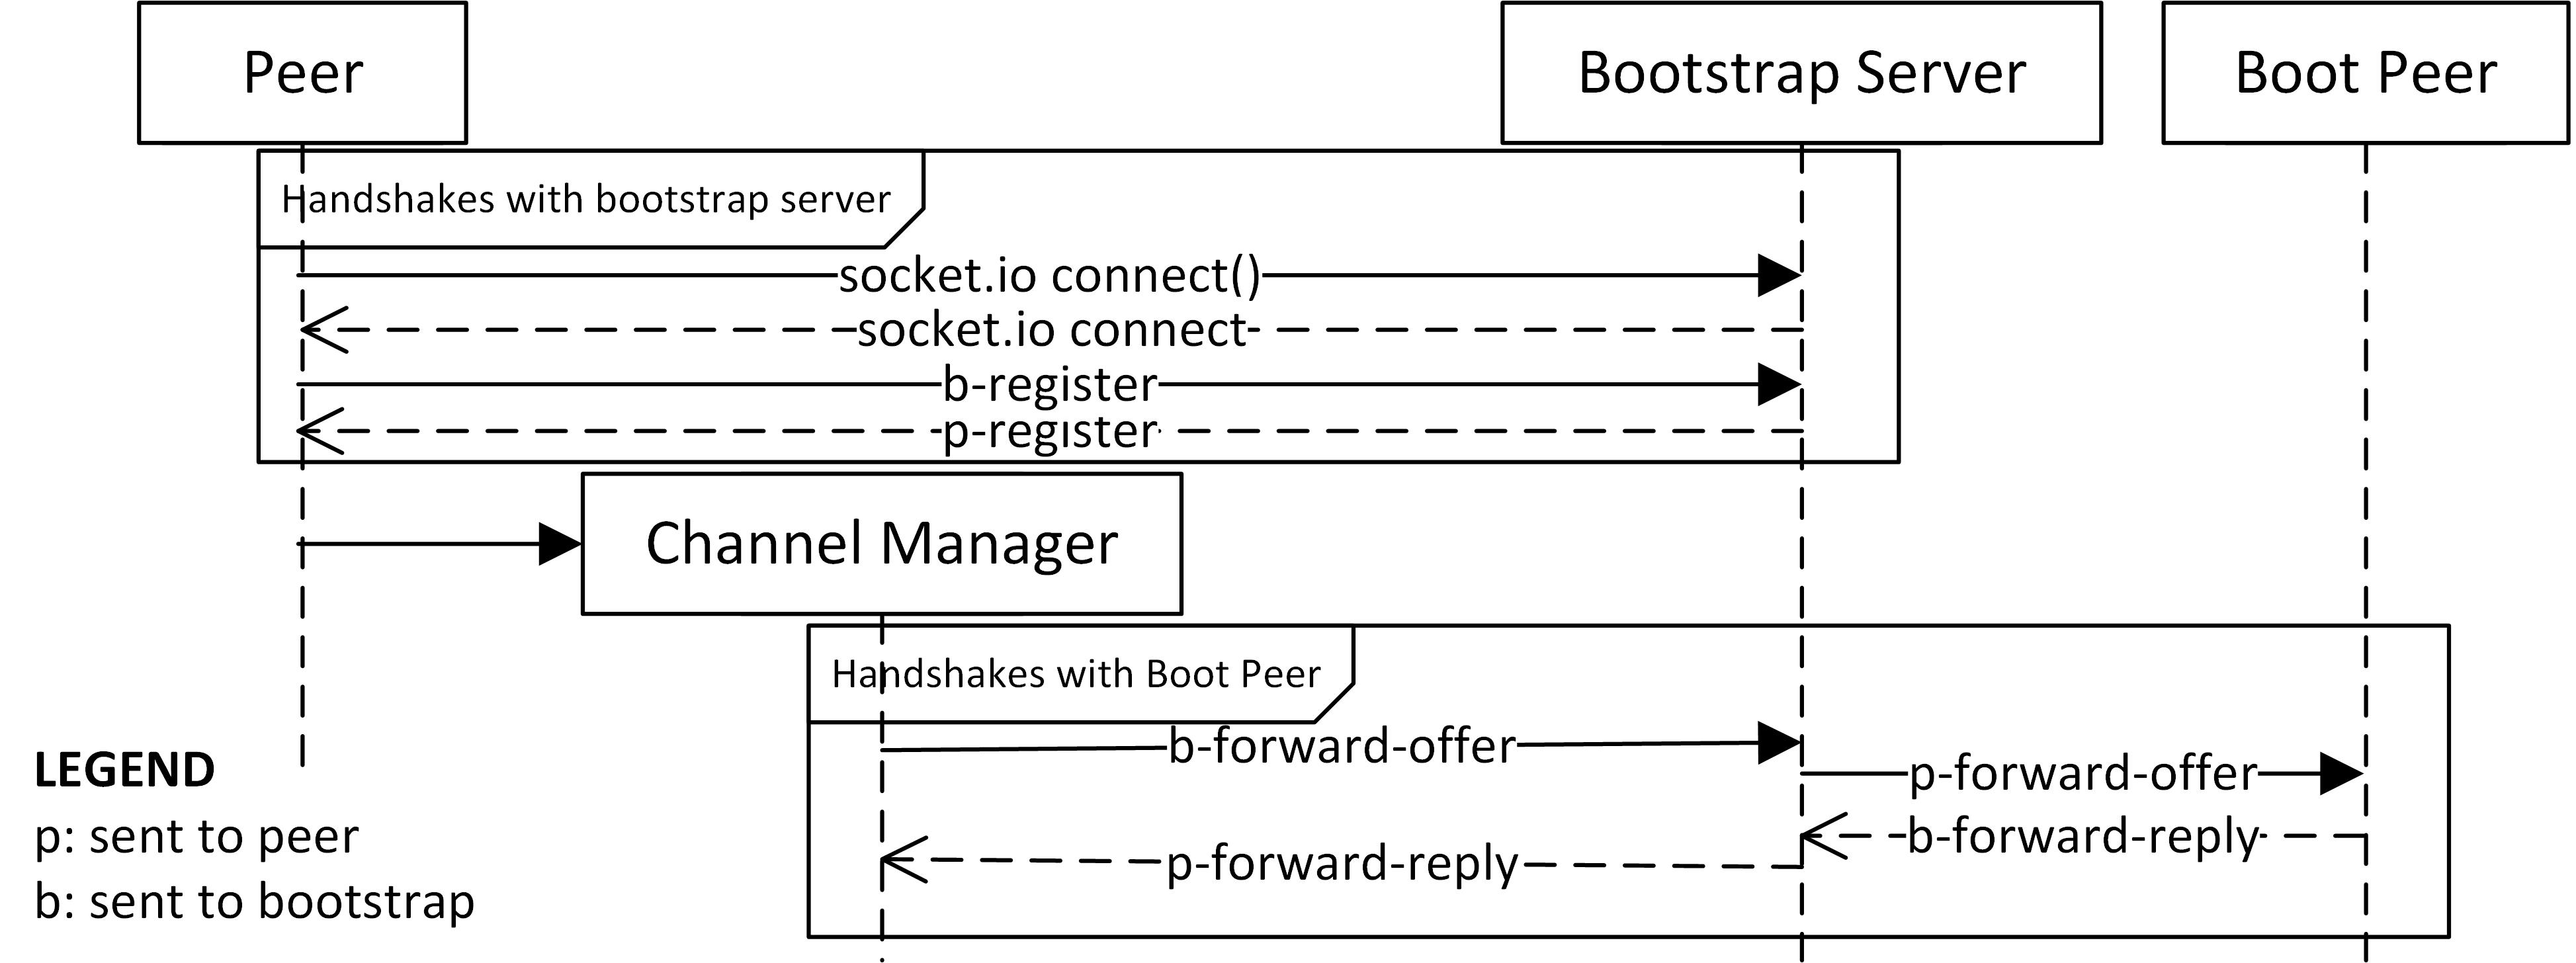 Peer
Bootstrap Server
Boot Peer
Handshakes with bootstrap server
socket.io connect()
socket.io connect
b-register
p-register
Channel Manager
Handshakes with Boot Peer
b-forward-offer
p-forward-offer
b-forward-reply
p-forward-reply
LEGEND
p: sent to peer
b: sent to bootstrap